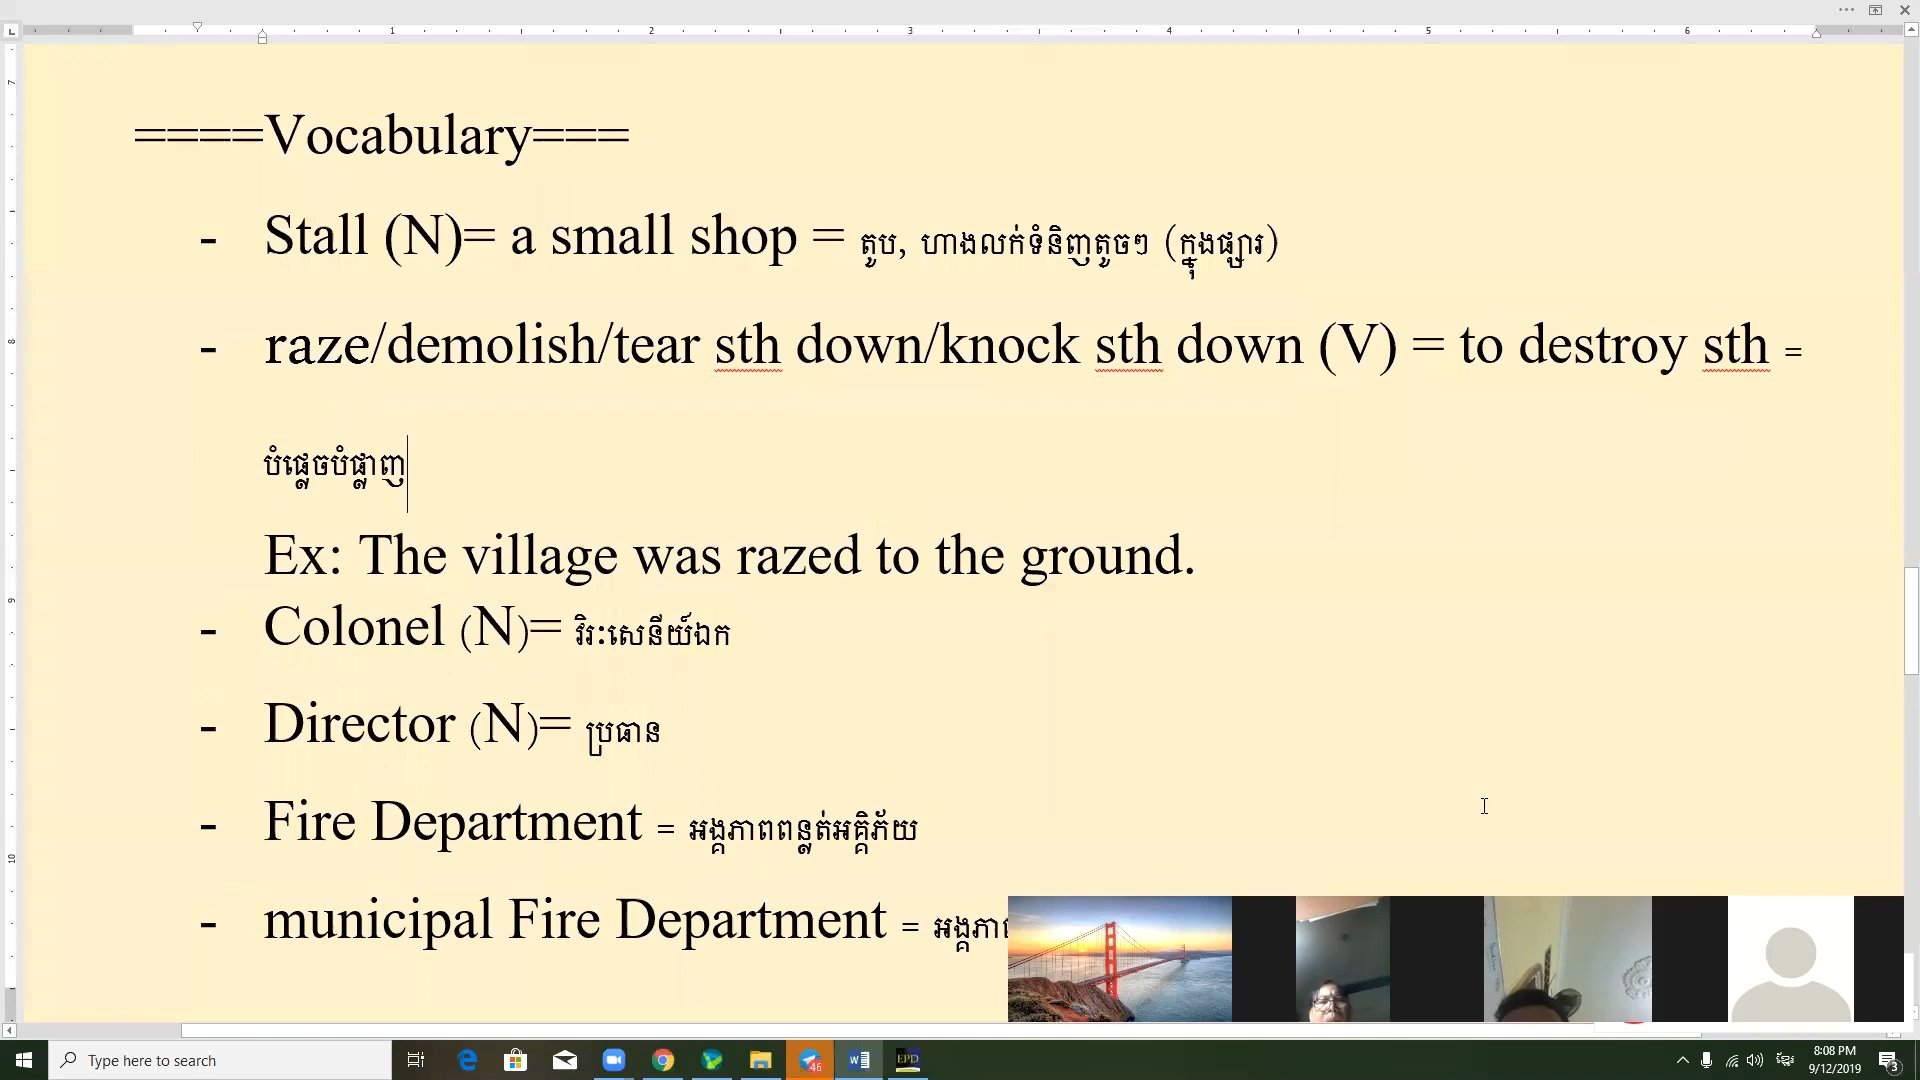 ====Vocabulary===
- Stall (N)= a small shop = តូប, ហាងលក់ទំនិញតូចៗ (ក្នុងផ្សារ)
- raze/demolish/tear sth down/knock sth down (V) = to destroy sth =
បំផ្លេចបំផ្លាញ
Ex: The village was razed to the ground.
- Colonel (N)= វិរៈសេនីយ៍ឯក
- Director (N)= ប្រធាន
- Fire Department = អង្គភាពពន្លត់អគ្គិភ័យ
- municipal Fire Department =
Type here to search
46
EPD
8:08 PM
9/12/2019
3